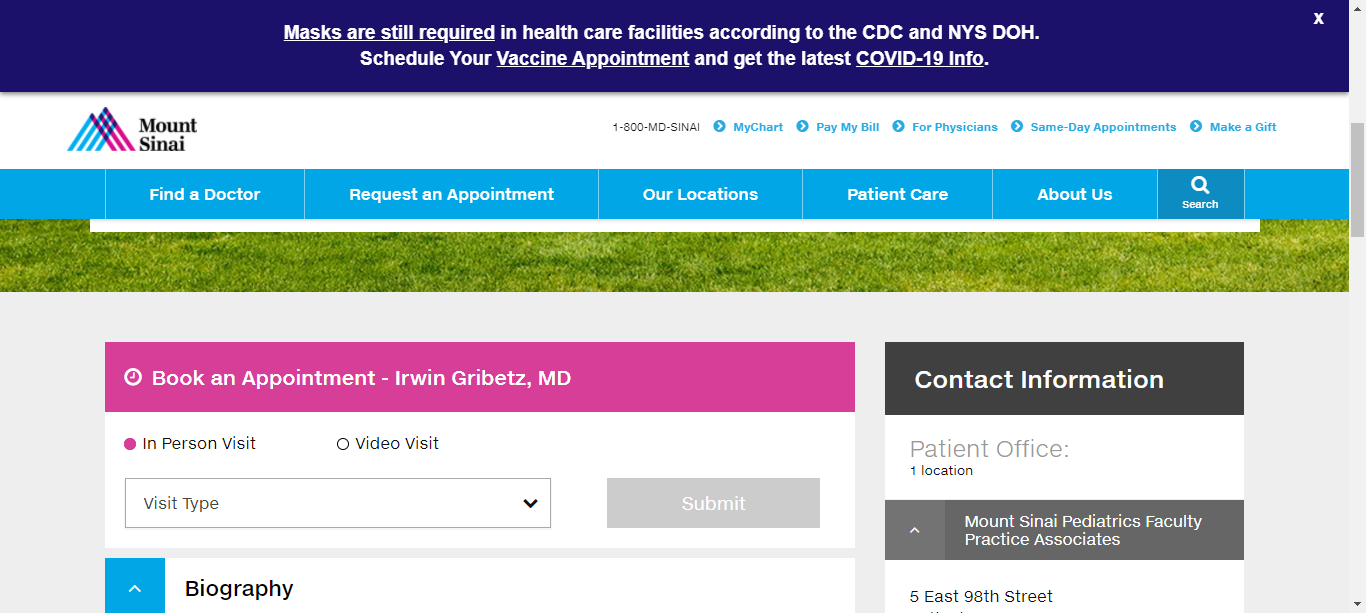 Masks are still required in health care facilities according to the CDC and NYS DOH.
Schedule Your Vaccine Appointment and get the latest COVID-19 Info.
X
Mount
Sinai
1-800-MD-SINAI MyChart Pay My Bill For Physicians Same-Day Appointments Make a Gift
Find a Doctor Request an Appointment Our Locations Patient Care About Us Search
Book an Appointment - Irwin Gribetz, MD
In Person Visit Video Visit
Visit Type Submit
Biography
Contact Information
Patient Office:
1 location
Mount Sinai Pediatrics Faculty
Practice Associates
5 East 98th Street